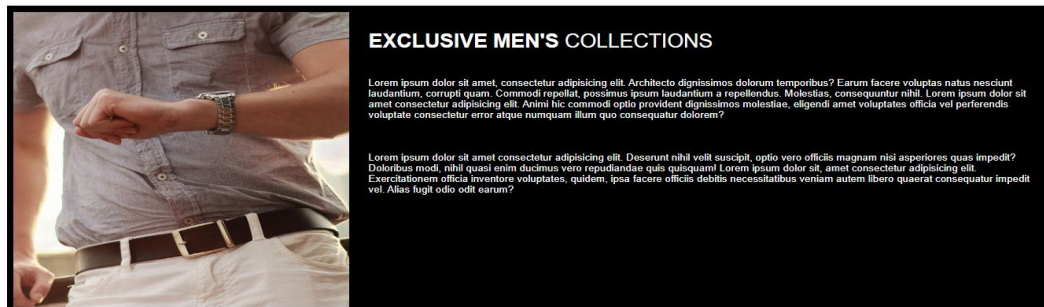 EXCLUSIVE MEN'S COLLECTIONS
Lorem ipsum dolor sit amet, consectetur adipisicing elit. Architecto dignissimos dolorum temporibus? Earum facere voluptas natus nesciunt
laudantium, corrupti quam. Commodi repellat, possimus ipsum laudantium a repellendus. Molestias, consequuntur nihil. Lorem ipsum dolor sit
amet consectetur adipisicing elit. Animi hic commodi optio provident dignissimos molestiae, eligendi amet voluptates officia vel perferendis
voluptate consectetur error atque numquam illum quo consequatur dolorem?
Lorem ipsum dolor sit amet consectetur adipisicing elit. Deserunt nihil velit suscipit, optio vero officiis magnam nisi asperiores quas impedit?
Doloribus modi, nihil quasi enim ducimus vero repudiandae quis quisquam! Lorem ipsum dolor sit, amet consectetur adipisicing elit.
Exercitationem officia inventore voluptates, quidem, ipsa facere officiis debitis necessitatibus veniam autem libero quaerat consequatur impedit
vel. Alias fugit odio odit earum?